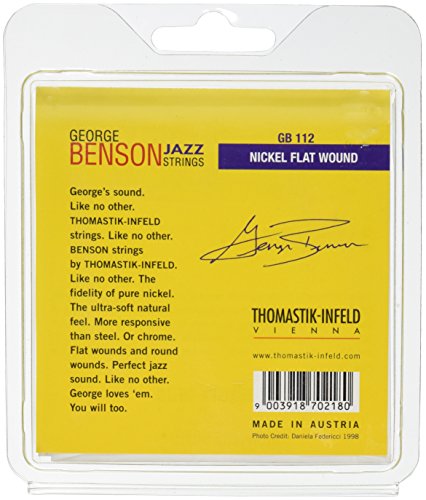 GEORGE
BENSON JAZZ
STRINGS
GB 112
NICKEL FLAT WOUND
George's sound.
Like no other.
THOMASTIK-INFELD
strings. Like no other.
BENSON strings
by THOMASTIK-INFELD.
Like no other. The
fidelity of pure nickel.
The ultra-soft natural
feel. More responsive
than steel. Or chrome.
Flat wounds and round
wounds. Perfect jazz
sound. Like no other.
George loves 'em.
You will too.
George Benson
THOMASTIK-INFELD
VIENNA
www.thomastik-infeld.com
9 003918 702180
MADE IN AUSTRIA
Photo Credit: Daniela Federicci 1998